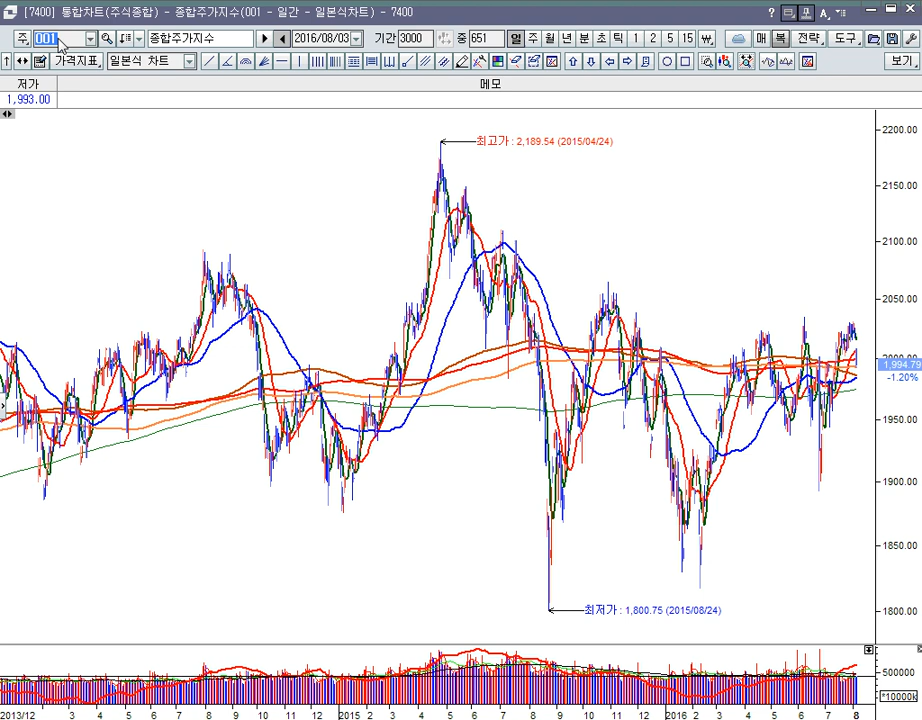 [7400] 통합차트(주식종합) - 종합주가지수(001 - 일간 - 일본식차트) - 7400
주 001 종합주가지수 2016/08/03 기간 3000 중 651 일 주 월 년 분 초 틱 1 2 5 15 매 복 전략 도구
가격지표 일본식 차트 보기
저가 메모
1,993.00
2200.00
최고가 : 2,189.54 (2015/04/24)
2150.00
2100.00
2050.00
1,994.79
-1.20%
1950.00
1900.00
1850.00
최저가 : 1,800.75 (2015/08/24)
1800.00
500000
*10000k
2013/12 3 4 5 6 7 8 9 10 11 12 2015 2 3 4 5 6 7 8 9 10 11 12 2016 2 3 4 5 6 7 8